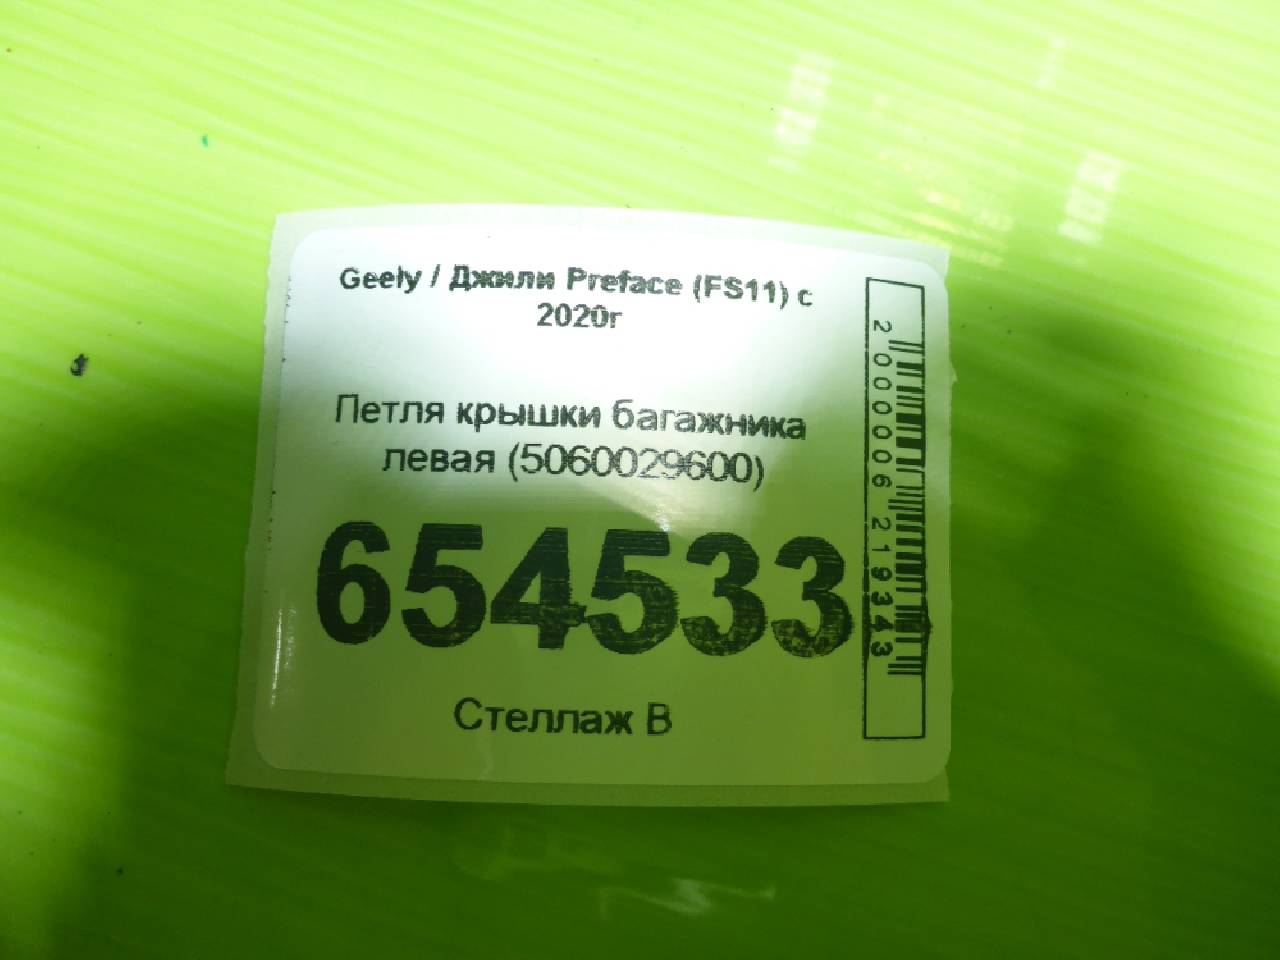 Geely / Джили Preface (FS11) с
2020г
Петля крышки багажника
левая (5060029600)
654533
Стеллаж В
2000006219343